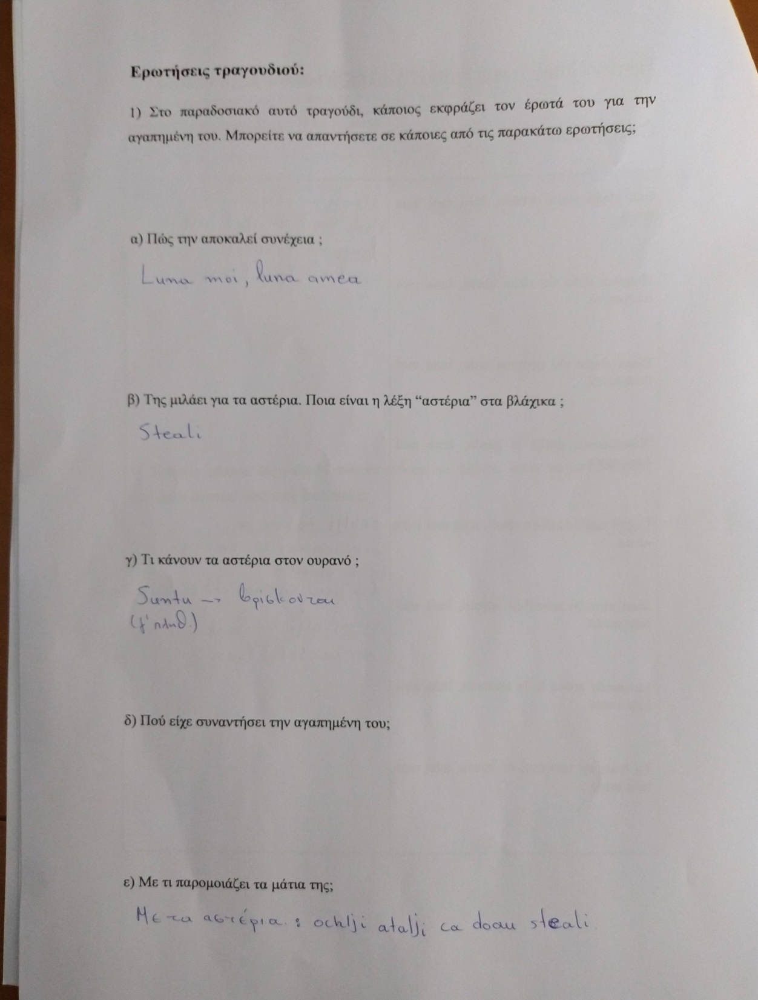 Ερωτήσεις τραγουδιού:
1) Στο παραδοσιακό αυτό τραγούδι, κάποιος εκφράζει τον έρωτά του για την
αγαπημένη του. Μπορείτε να απαντήσετε σε κάποιες από τις παρακάτω ερωτήσεις;
α) Πώς την αποκαλεί συνέχεια ;
Luna moi, luna amea
β) Της μιλάει για τα αστέρια. Ποια είναι η λέξη “αστέρια” στα βλάχικα ;
Steali
γ) Τι κάνουν τα αστέρια στον ουρανό ;
Suntu → βρίσκονται
(γ' πληθ.)
δ) Πού είχε συναντήσει την αγαπημένη του;
ε) Με τι παρομοιάζει τα μάτια της;
Με τα αστέρια : ochlji atalji ca doau steali